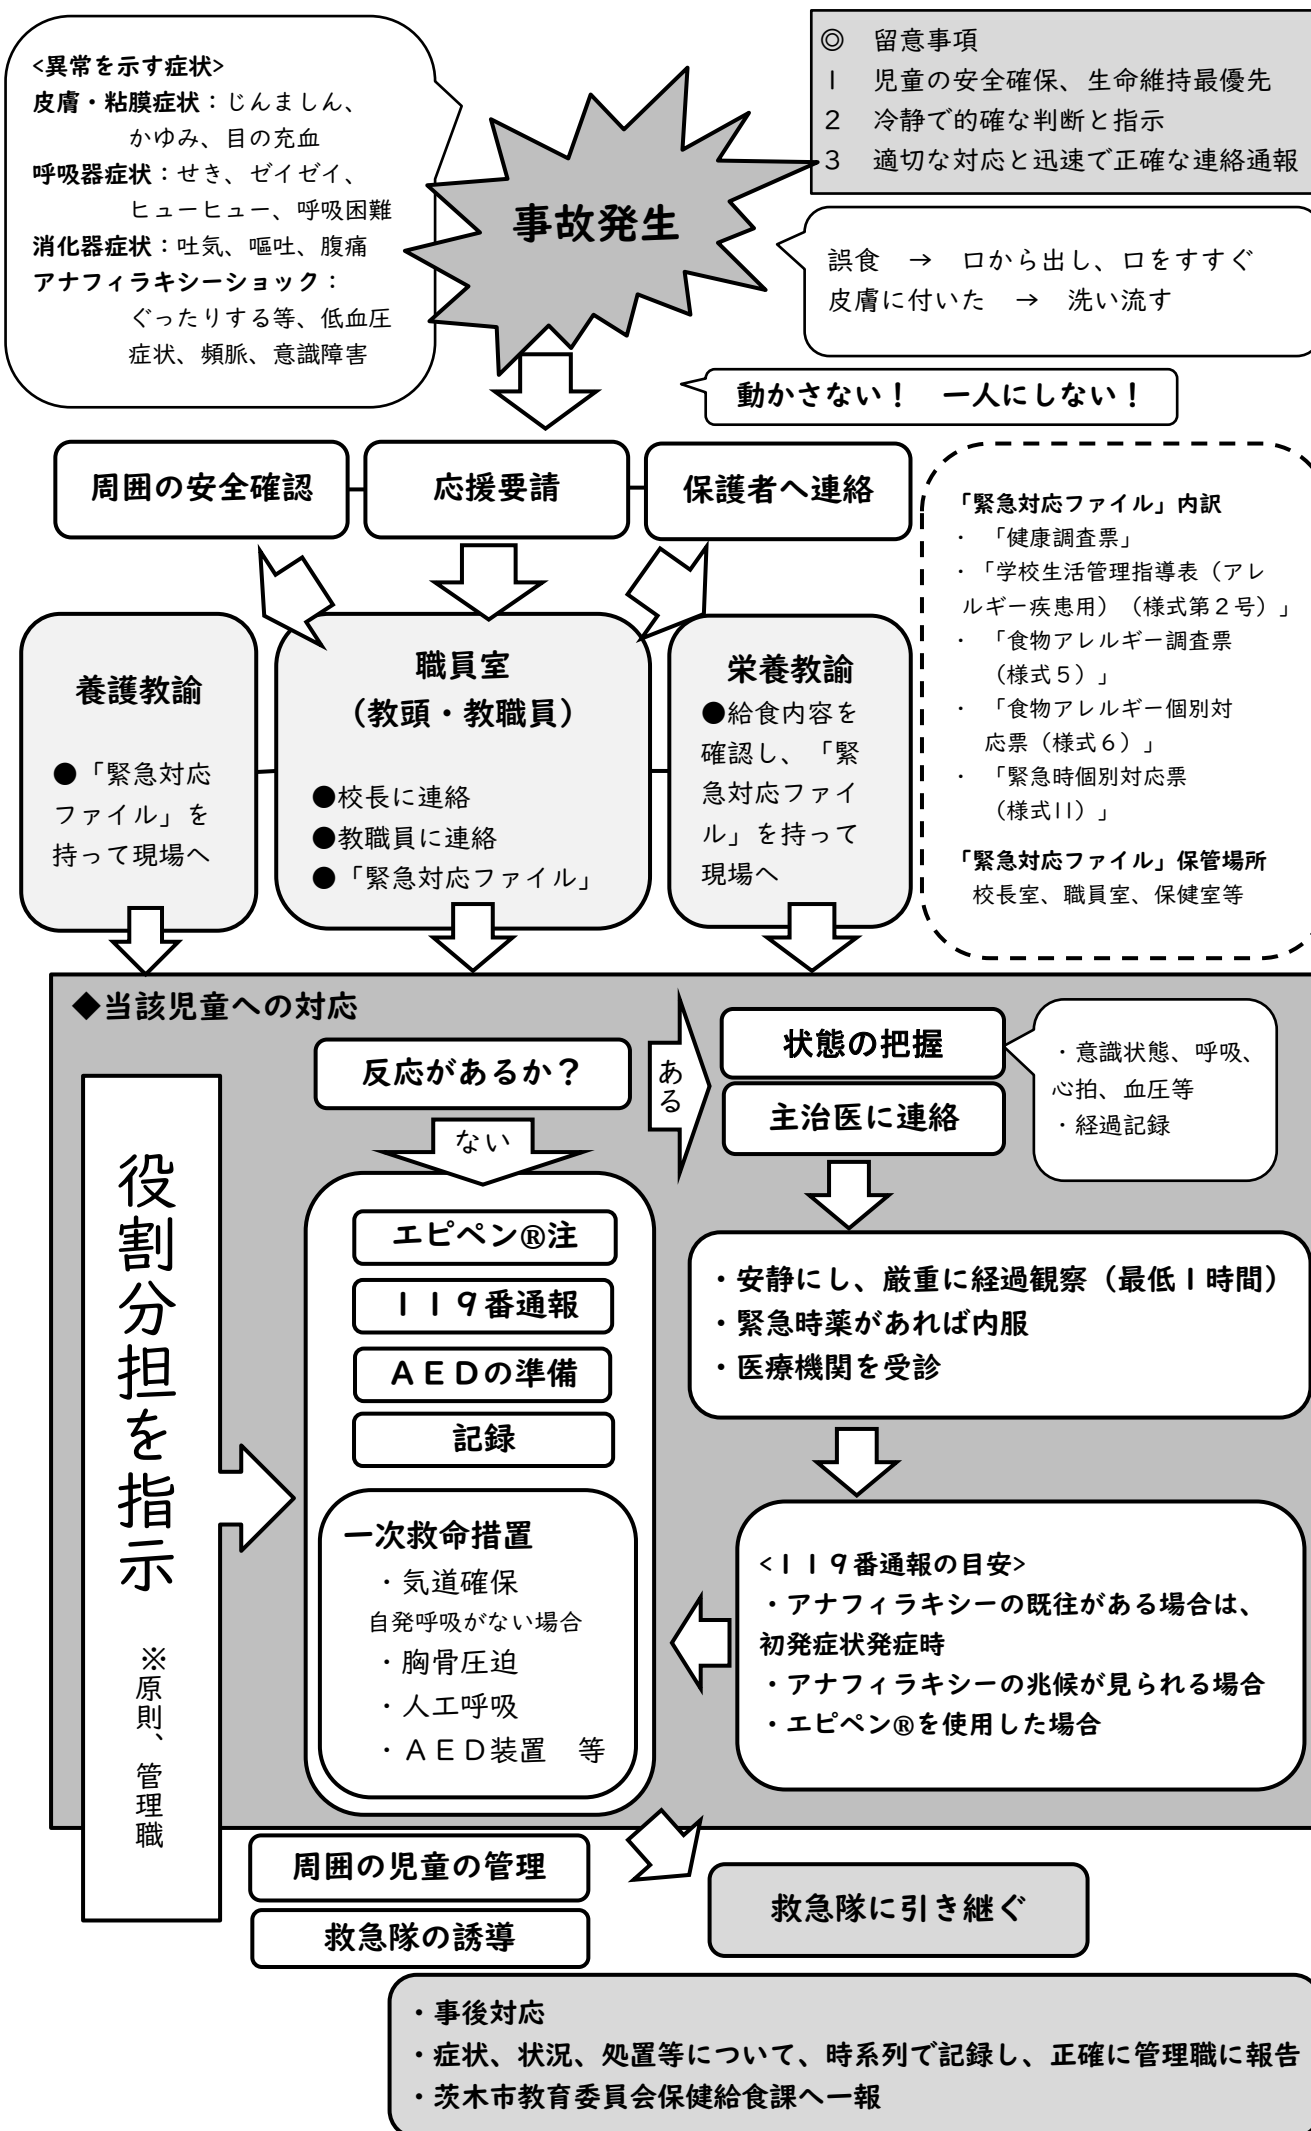 <異常を示す症状>
皮膚・粘膜症状：じんましん、
かゆみ、目の充血
呼吸器症状：せき、ゼイゼイ、
ヒューヒュー、呼吸困難
消化器症状：吐気、嘔吐、腹痛
アナフィラキシーショック：
ぐったりする等、低血圧
症状、頻脈、意識障害
事故発生
◎　留意事項
１　児童の安全確保、生命維持最優先
２　冷静で的確な判断と指示
３　適切な対応と迅速で正確な連絡通報
誤食　→　口から出し、口をすすぐ
皮膚に付いた　→　洗い流す
動かさない！　一人にしない！
周囲の安全確認
応援要請
保護者へ連絡
養護教諭
●「緊急対応
ファイル」を
持って現場へ
職員室
（教頭・教職員）
●校長に連絡
●教職員に連絡
●「緊急対応ファイル」
栄養教諭
●給食内容を
確認し、「緊
急対応ファイ
ル」を持って
現場へ
「緊急対応ファイル」内訳
・「健康調査票」
・「学校生活管理指導表（アレ
ルギー疾患用）（様式第２号）」
・「食物アレルギー調査票
（様式５）」
・「食物アレルギー個別対
応票（様式６）」
・「緊急時個別対応票
（様式11）」
「緊急対応ファイル」保管場所
校長室、職員室、保健室等
◆当該児童への対応
役割分担を指示
※原則、管理職
反応があるか？
ある
ない
状態の把握
主治医に連絡
・意識状態、呼吸、
心拍、血圧等
・経過記録
エピペン®注
１１９番通報
ＡＥＤの準備
記録
一次救命措置
・気道確保
自発呼吸がない場合
・胸骨圧迫
・人工呼吸
・ＡＥＤ装置　等
・安静にし、厳重に経過観察（最低１時間）
・緊急時薬があれば内服
・医療機関を受診
<１１９番通報の目安>
・アナフィラキシーの既往がある場合は、
初発症状発症時
・アナフィラキシーの兆候が見られる場合
・エピペン®を使用した場合
周囲の児童の管理
救急隊の誘導
救急隊に引き継ぐ
・事後対応
・症状、状況、処置等について、時系列で記録し、正確に管理職に報告
・茨木市教育委員会保健給食課へ一報